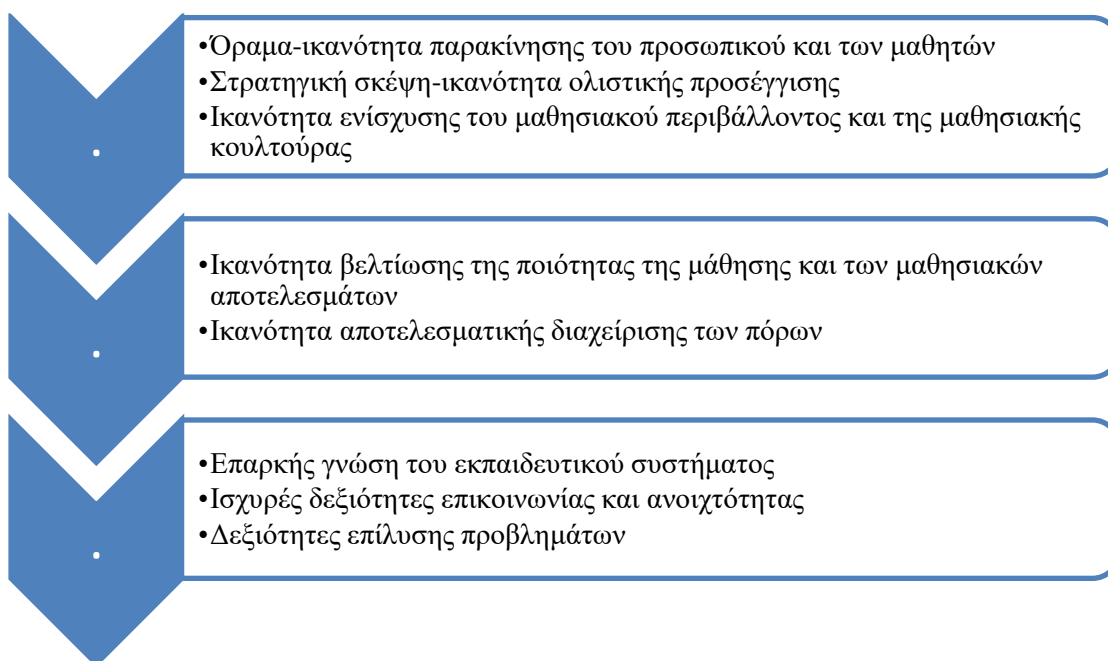 •Όραμα-ικανότητα παρακίνησης του προσωπικού και των μαθητών
•Στρατηγική σκέψη-ικανότητα ολιστικής προσέγγισης
•Ικανότητα ενίσχυσης του μαθησιακού περιβάλλοντος και της μαθησιακής
κουλτούρας
.
•Ικανότητα βελτίωσης της ποιότητας της μάθησης και των μαθησιακών
αποτελεσμάτων
•Ικανότητα αποτελεσματικής διαχείρισης των πόρων
.
•Επαρκής γνώση του εκπαιδευτικού συστήματος
•Ισχυρές δεξιότητες επικοινωνίας και ανοιχτότητας
•Δεξιότητες επίλυσης προβλημάτων
.